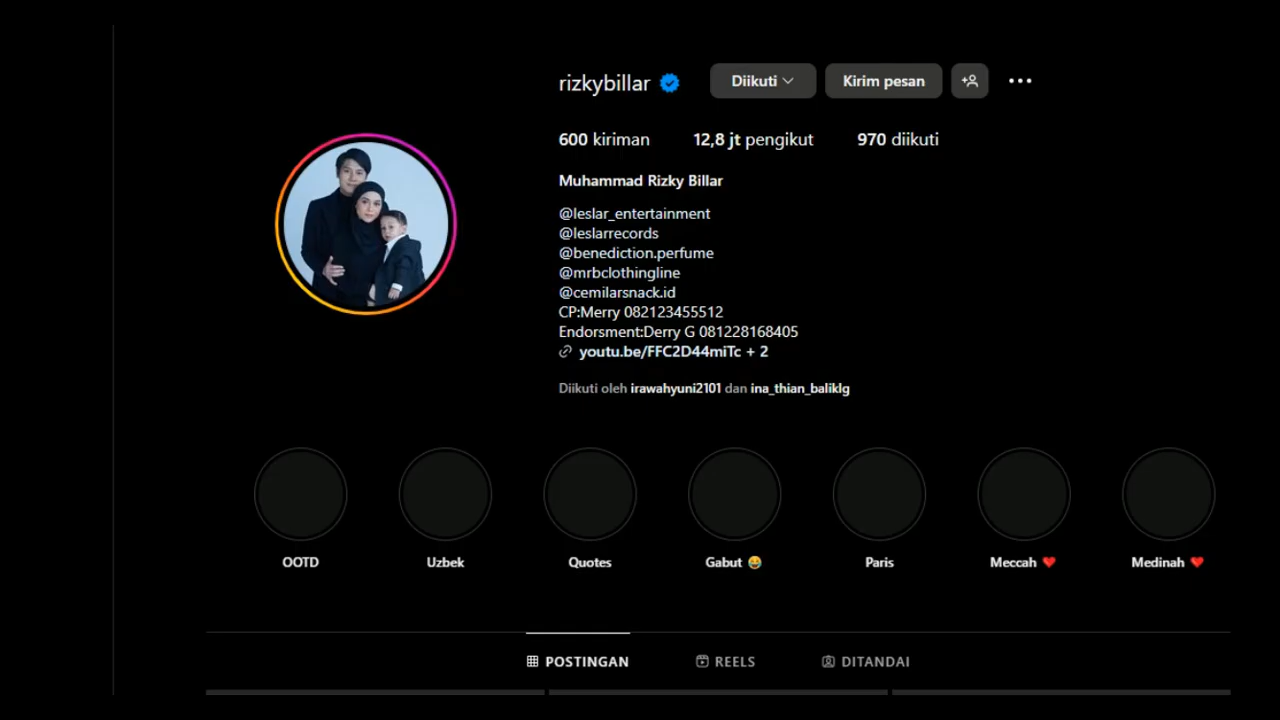 rizkybillar
Diikuti
Kirim pesan
600 kiriman
12,8 jt pengikut
970 diikuti
Muhammad Rizky Billar
@leslar_entertainment
@leslarrecords
@benediction.perfume
@mrbclothingline
@cemilarsnack.id
CP:Merry 082123455512
Endorsment:Derry G 081228168405
youtu.be/FFC2D44miTc + 2
Diikuti oleh irawahyuni2101 dan ina_thian_baliklg
OOTD
Uzbek
Quotes
Gabut 😂
Paris
Meccah ❤️
Medinah ❤️
POSTINGAN
REELS
DITANDAI